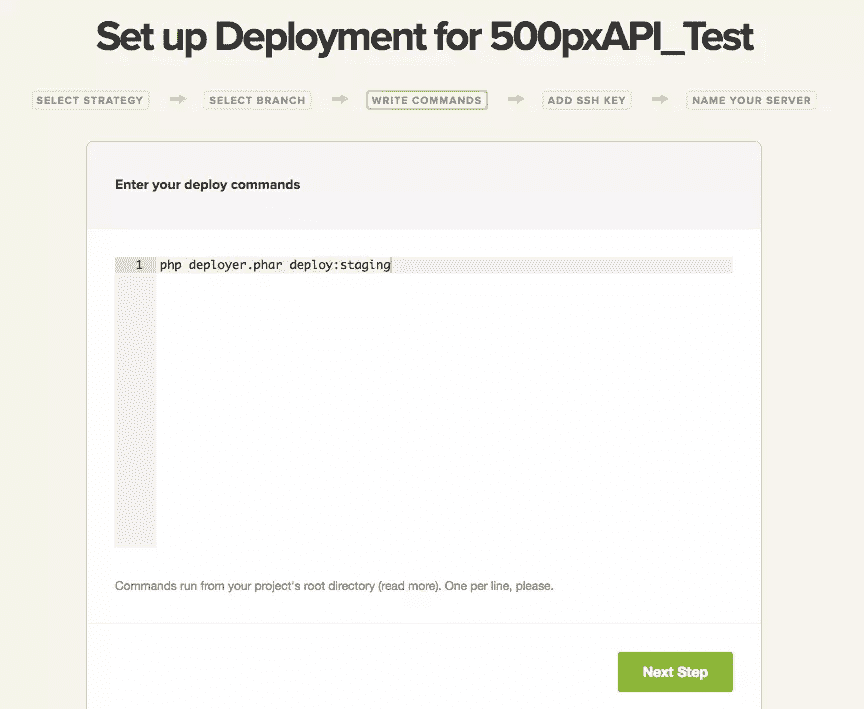 Set up Deployment for 500pxAPI_Test
SELECT STRATEGY SELECT BRANCH WRITE COMMANDS ADD SSH KEY NAME YOUR SERVER
Enter your deploy commands
1 php deployer.phar deploy:staging
Commands run from your project's root directory (read more). One per line, please.
Next Step